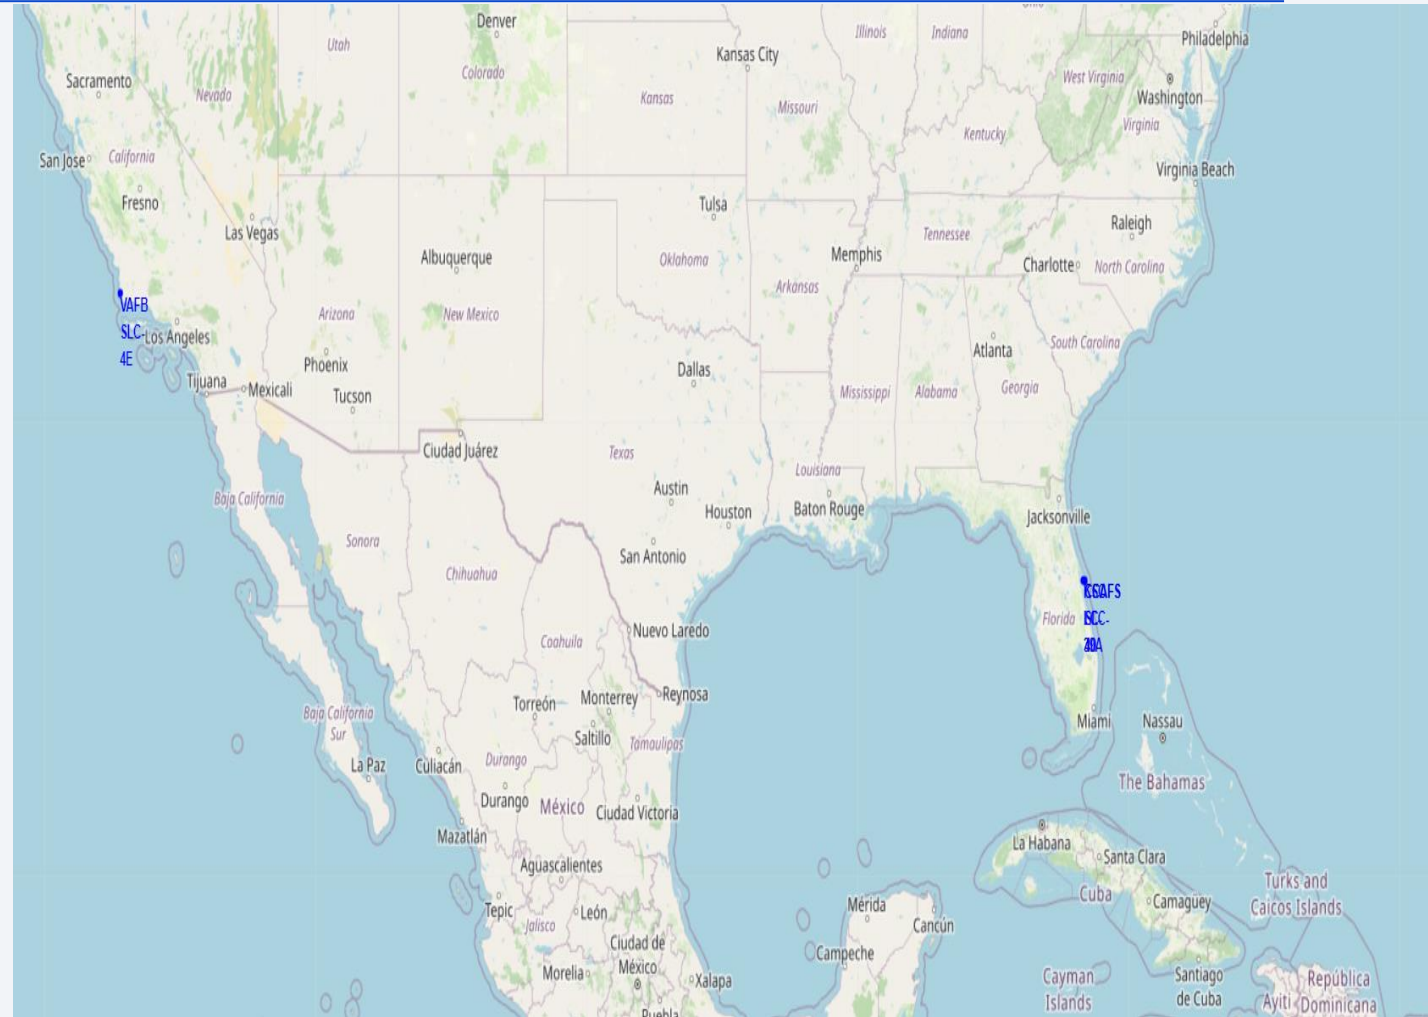 Denver
Utah
Illinois
Indiana
Philadelphia
Kansas City
Sacramento
Colorado
West Virginia
Nevada
Kansas
Missouri
Washington
Virginia
Kentucky
San Jose
California
Virginia Beach
Fresno
Tulsa
Las Vegas
Raleigh
Tennessee
Albuquerque
Oklahoma
Memphis
Charlotte
North Carolina
Arkansas
VAFB
SLC-
4E
Los Angeles
Arizona
New Mexico
Phoenix
Atlanta
South Carolina
Dallas
Tijuana
Mexicali
Tucson
Mississippi
Alabama
Georgia
Ciudad Juárez
Texas
Louisiana
Baja California
Austin
Houston
Baton Rouge
Jacksonville
Sonora
San Antonio
Chihuahua
Florida
Coahuila
Nuevo Laredo
Torreón
Monterrey
Reynosa
Baja California
Sur
Saltillo
Tamaulipas
Miami
Nassau
La Paz
Culiacán
Durango
The Bahamas
Durango
México
Ciudad Victoria
Mazatlán
La Habana
Santa Clara
Aguascalientes
Cuba
Camagüey
Turks and
Caicos Islands
Tepic
León
Mérida
Cancún
Jalisco
Ciudad de
México
Campeche
Morelia
Xalapa
Cayman
Islands
Santiago
de Cuba
República
Dominicana
Ayiti
Puebla